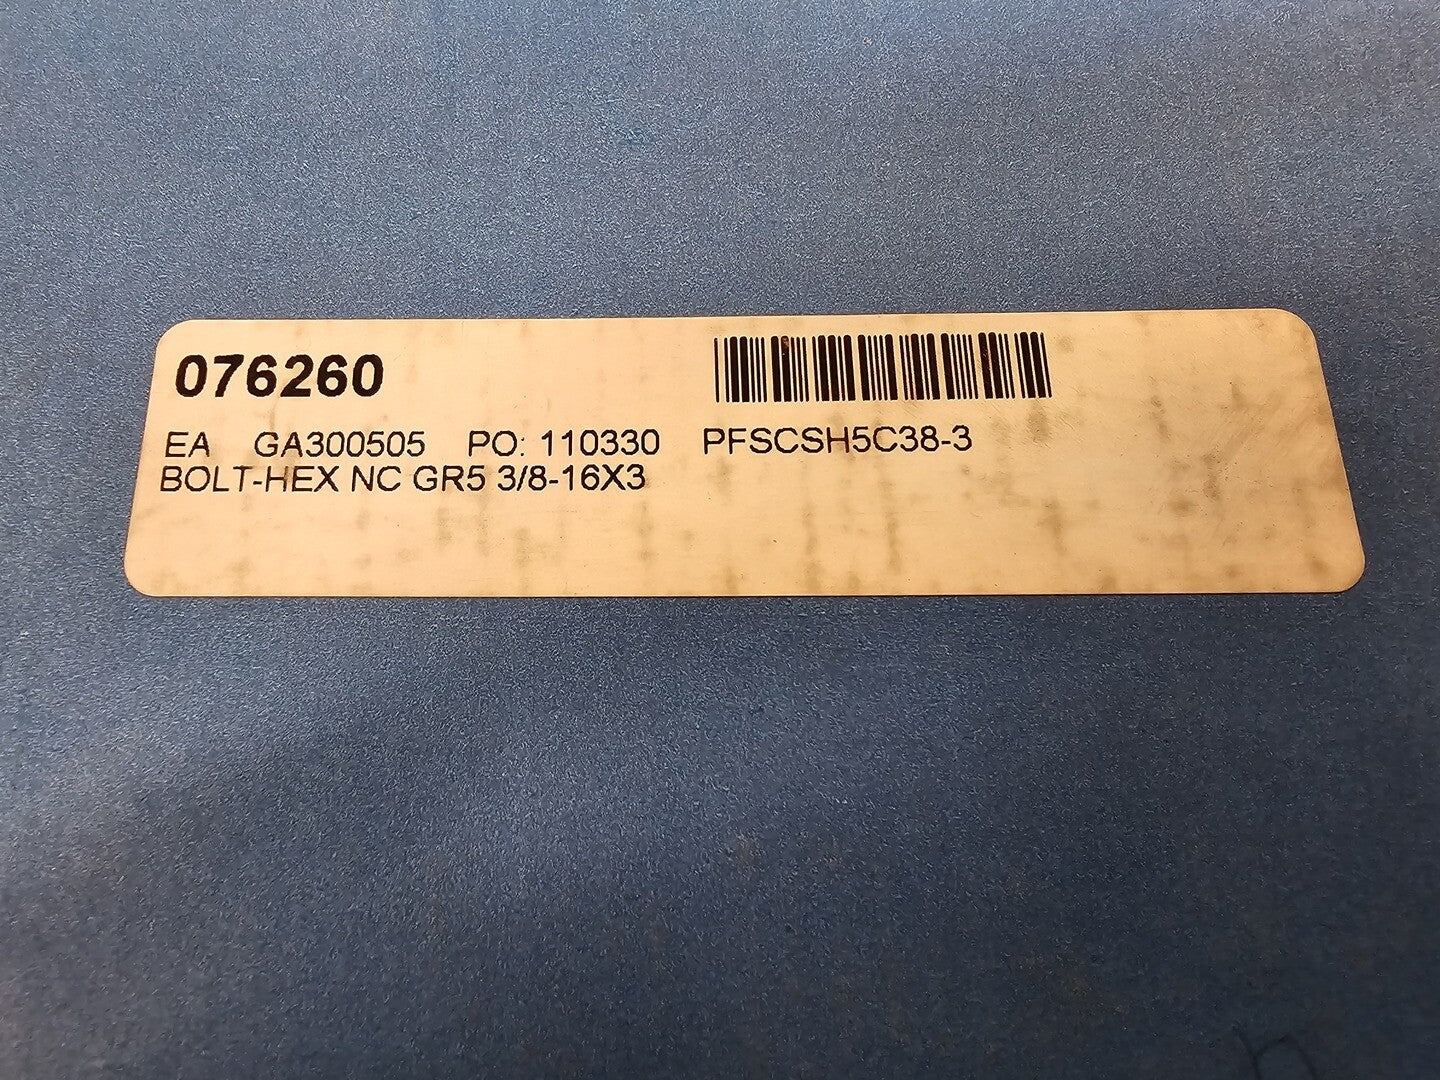 076260
EA GA300505 PO: 110330 PFSCSH5C38-3
BOLT-HEX NC GR5 3/8-16X3